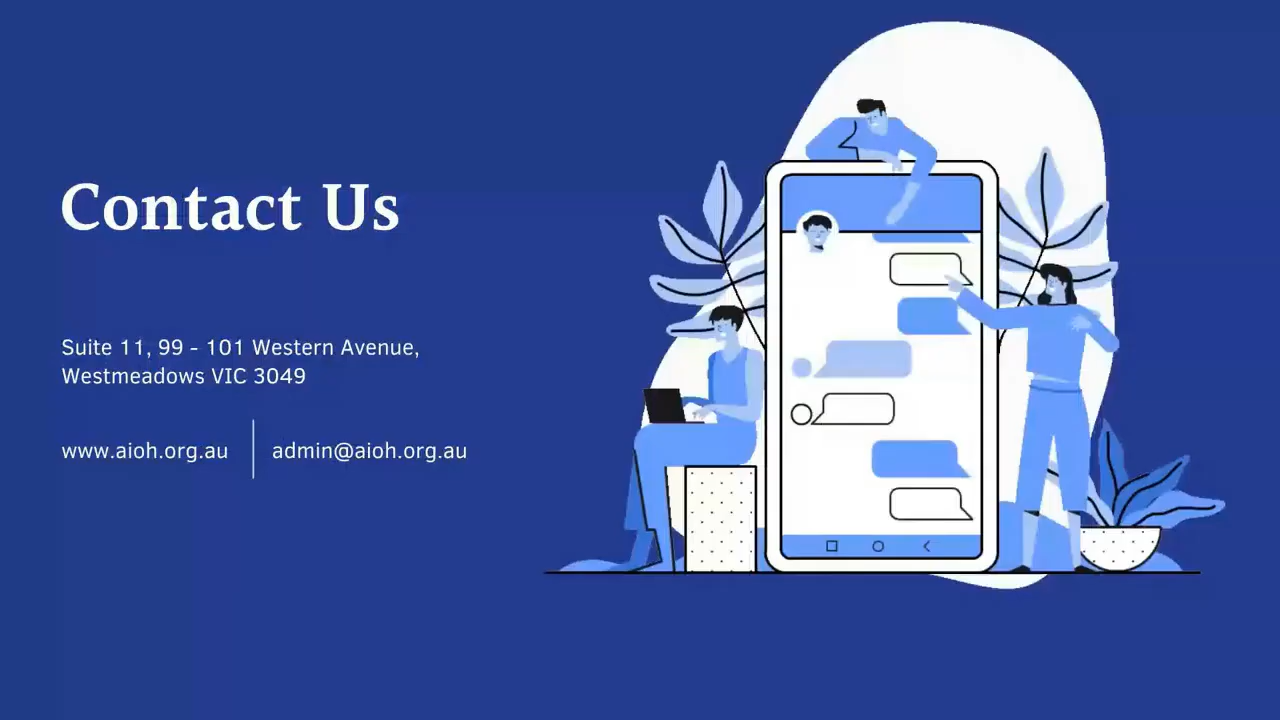 Contact Us
Suite 11, 99 - 101 Western Avenue,
Westmeadows VIC 3049
www.aioh.org.au
admin@aioh.org.au